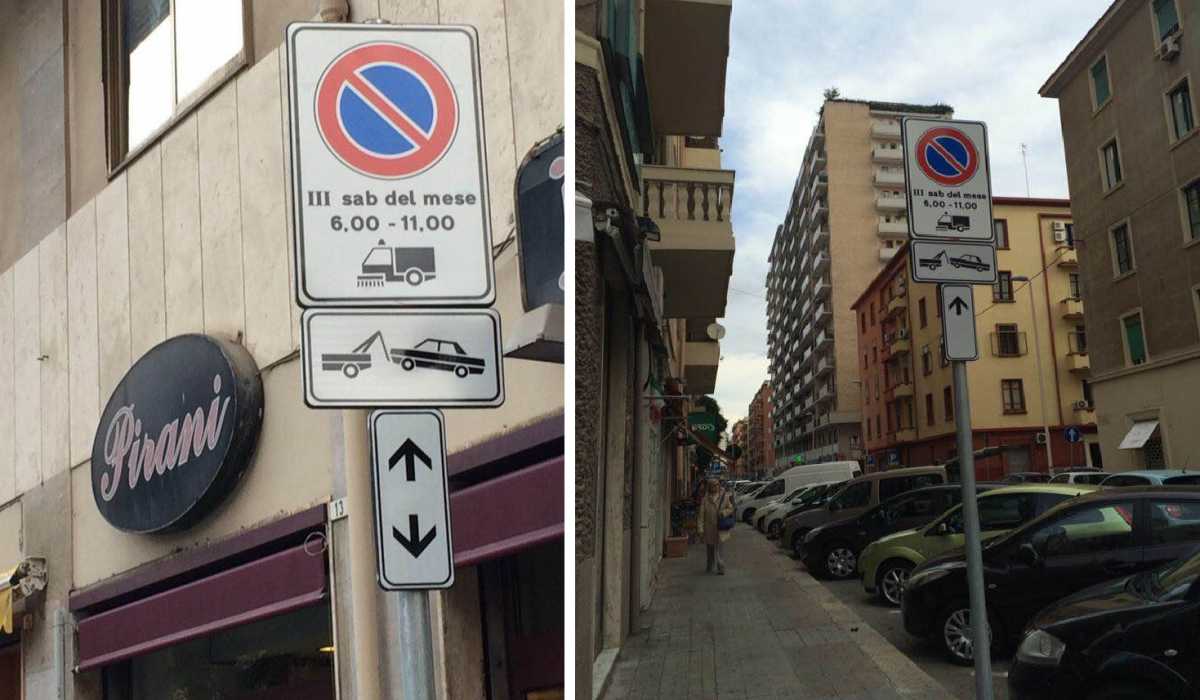 III sab del mese
6,00 - 11,00
Pirani
13
III sab del mese
6,00 - 11,00